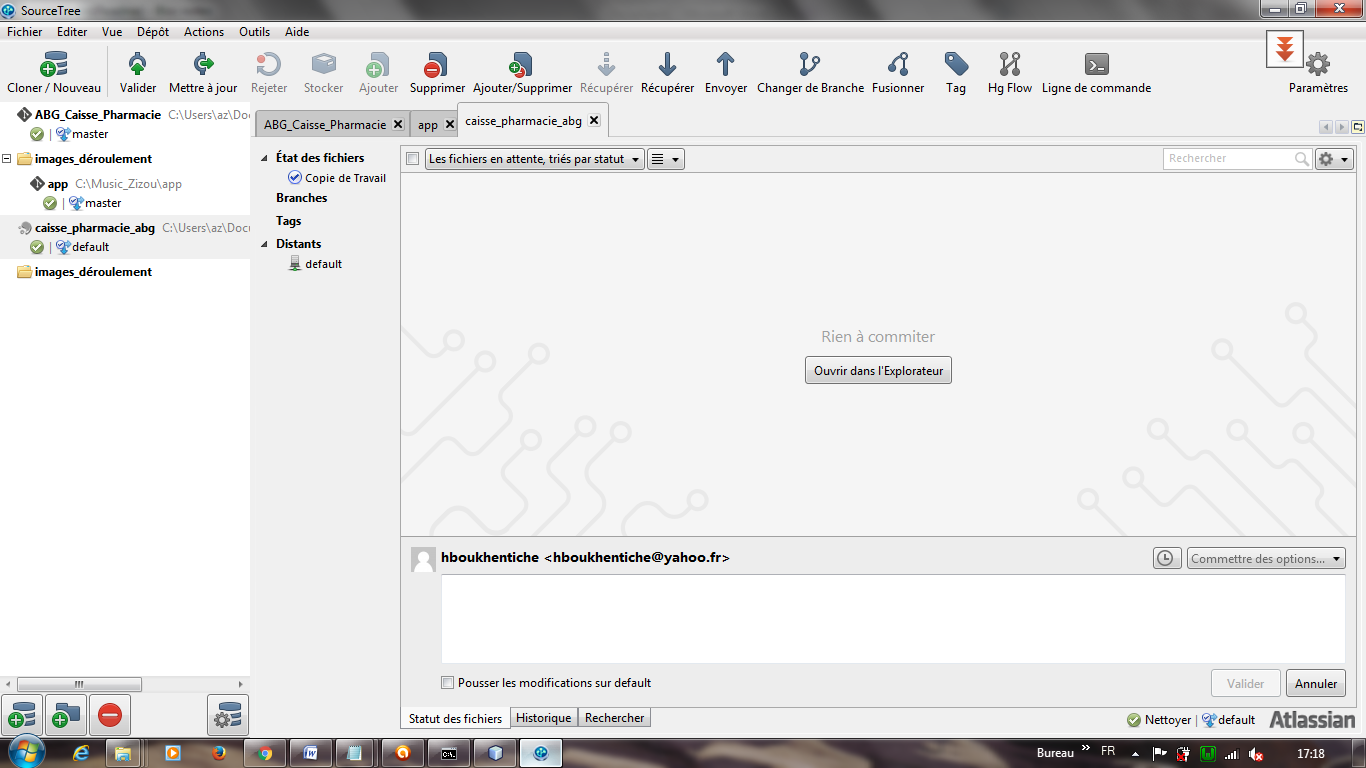 SourceTree
Fichier Editer Vue Dépôt Actions Outils Aide
Cloner / Nouveau Valider Mettre à jour Rejeter Stocker Ajouter Supprimer Ajouter/Supprimer Récupérer Récupérer Envoyer Changer de Branche Fusionner Tag Hg Flow Ligne de commande Paramètres
ABG_Caisse_Pharmacie C:\Users\az\Doc
master
images_déroulement
app C:\Music_Zizou\app
master
caisse_pharmacie_abg C:\Users\az\Docu
default
images_déroulement
ABG_Caisse_Pharmacie app caisse_pharmacie_abg
État des fichiers
Copie de Travail
Branches
Tags
Distants
default
Les fichiers en attente, triés par statut
Rechercher
Rien à commiter
Ouvrir dans l'Explorateur
hboukhentiche <hboukhentiche@yahoo.fr>
Commettre des options...
Pousser les modifications sur default
Valider Annuler
Statut des fichiers Historique Rechercher
Nettoyer default Atlassian
Bureau » FR 17:18